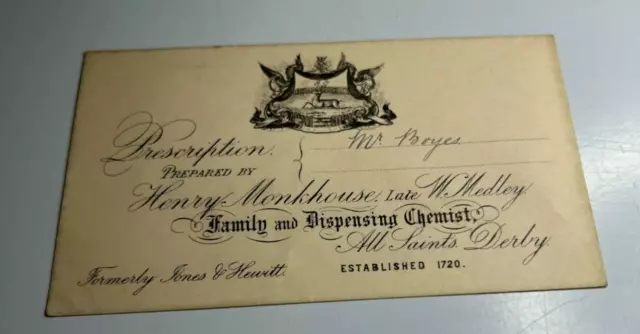 Prescription.
Mr Boyes
PREPARED BY
Henry Monkhouse, Late W. Medley,
Family and Dispensing Chemist,
All Saints, Derby.
Formerly Jones & Hewitt.
ESTABLISHED 1720.